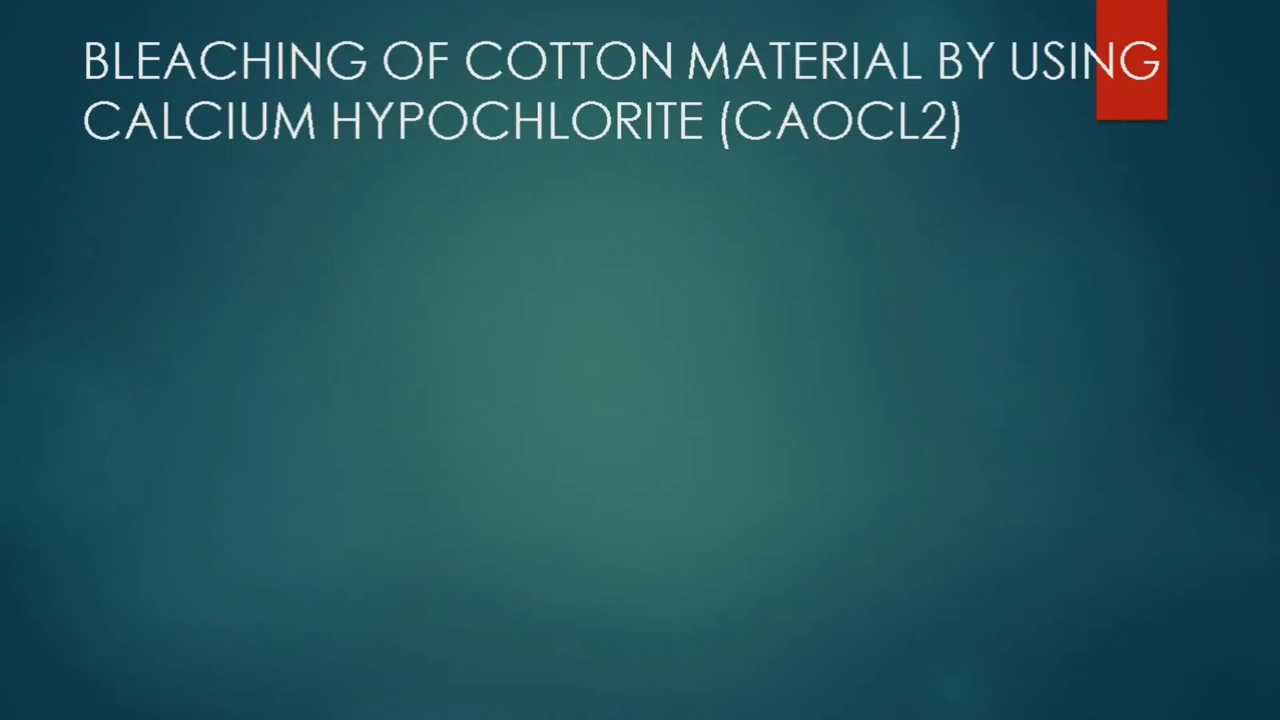 BLEACHING OF COTTON MATERIAL BY USING
CALCIUM HYPOCHLORITE (CAOCL2)